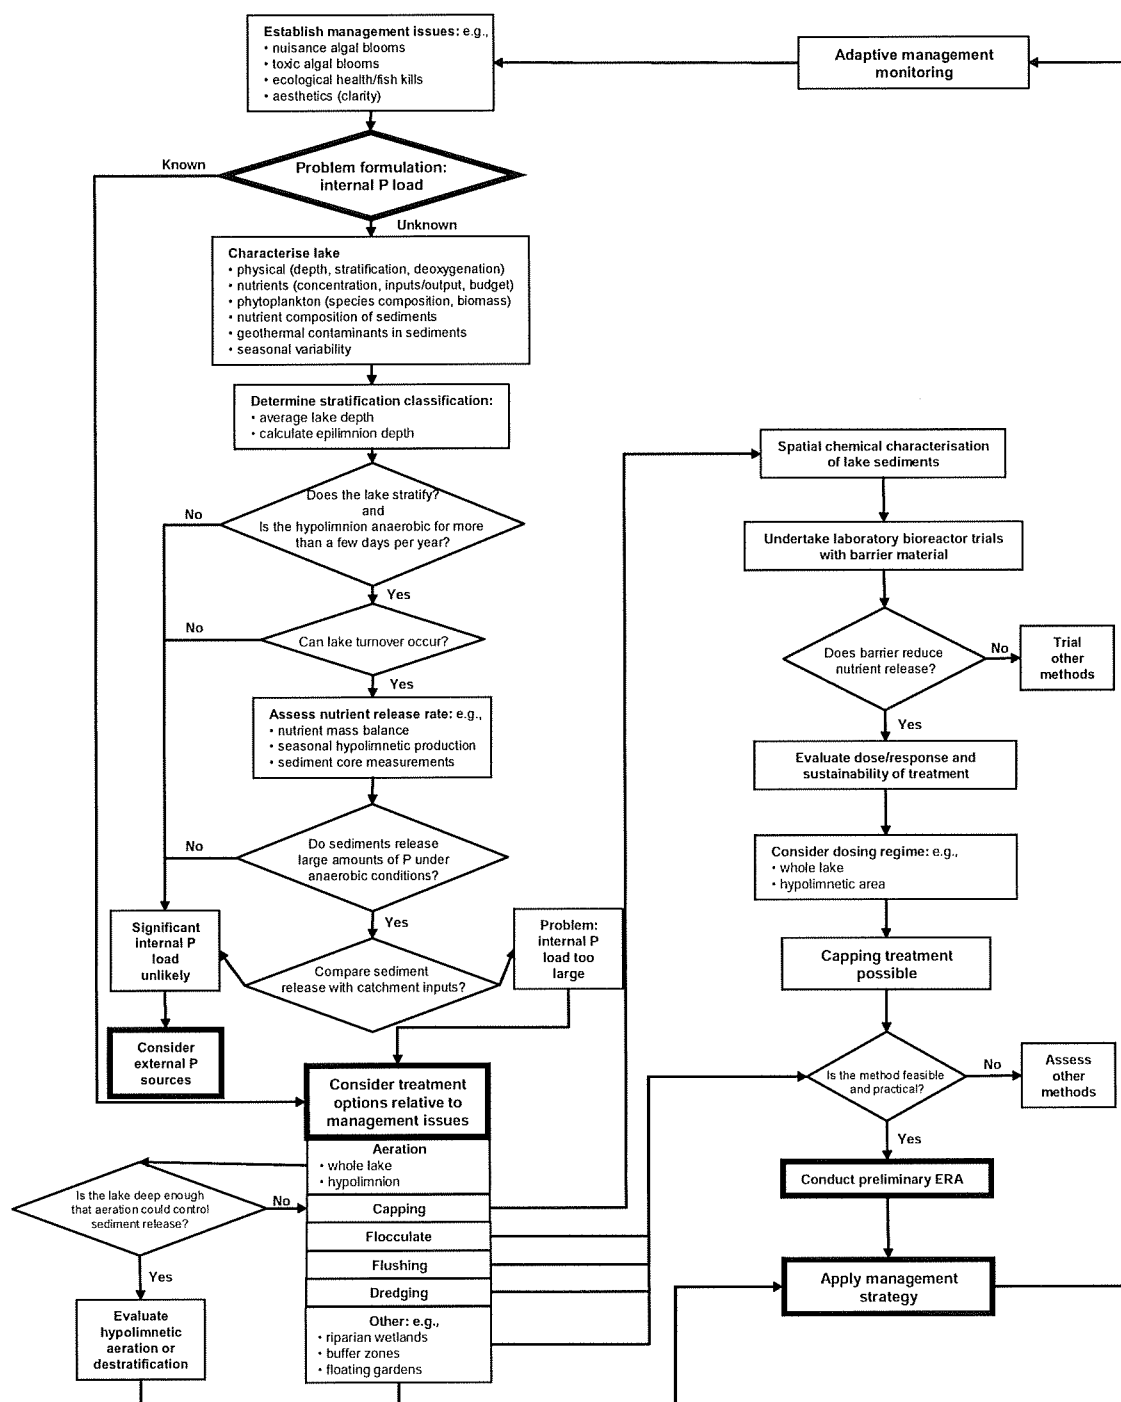 Establish management issues: e.g.,
• nuisance algal blooms
• toxic algal blooms
• ecological health/fish kills
• aesthetics (clarity)
Adaptive management
monitoring
Known
Problem formulation:
internal P load
Unknown
Characterise lake
• physical (depth, stratification, deoxygenation)
• nutrients (concentration, inputs/output, budget)
• phytoplankton (species composition, biomass)
• nutrient composition of sediments
• geothermal contaminants in sediments
• seasonal variability
Determine stratification classification:
• average lake depth
• calculate epilimnion depth
Does the lake stratify?
and
Is the hypolimnion anaerobic for more
than a few days per year?
No
Yes
Can lake turnover occur?
No
Yes
Assess nutrient release rate: e.g.,
• nutrient mass balance
• seasonal hypolimnetic production
• sediment core measurements
Do sediments release
large amounts of P under
anaerobic conditions?
No
Yes
Significant
internal P
load
unlikely
Compare sediment
release with catchment inputs?
Problem:
internal P
load too
large
Consider
external P
sources
Consider treatment
options relative to
management issues
Aeration
• whole lake
• hypolimnion
Capping
Flocculate
Flushing
Dredging
Other: e.g.,
• riparian wetlands
• buffer zones
• floating gardens
Is the lake deep enough
that aeration could control
sediment release?
No
Yes
Evaluate
hypolimnetic
aeration or
destratification
Spatial chemical characterisation
of lake sediments
Undertake laboratory bioreactor trials
with barrier material
Does barrier reduce
nutrient release?
No
Trial
other
methods
Yes
Evaluate dose/response and
sustainability of treatment
Consider dosing regime: e.g.,
• whole lake
• hypolimnetic area
Capping treatment
possible
Is the method feasible
and practical?
No
Assess
other
methods
Yes
Conduct preliminary ERA
Apply management
strategy